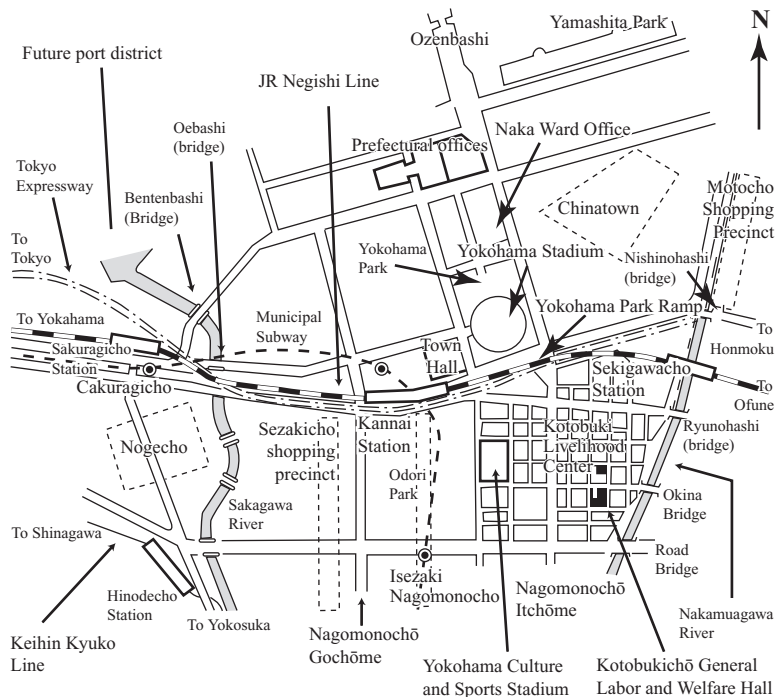 Yamashita Park
N
Ozenbashi
Future port district
JR Negishi Line
Oebashi
(bridge)
Prefectural offices
Naka Ward Office
Tokyo
Expressway
Bentenbashi
(Bridge)
Chinatown
Motocho
Shopping
Precinct
To
Tokyo
Yokohama
Park
Yokohama Stadium
Nishinohashi
(bridge)
To Yokahama
Municipal
Subway
Yokohama Park Ramp
To
Honmoku
Sakuragicho
Station
Cakuragicho
Town
Hall
Sekigawacho
Station
To
Ofune
Nogecho
Sezakicho
shopping
precinct
Kannai
Station
Kotobuki
Livelihood
Center
Ryunohashi
(bridge)
Odori
Park
Sakagawa
River
Okina
Bridge
To Shinagawa
Road
Bridge
Hinodecho
Station
Isezaki
Nagomonocho
Nagomonochō
Itchōme
To Yokosuka
Nakamuagawa
River
Keihin Kyuko
Line
Nagomonochō
Gochōme
Yokohama Culture
and Sports Stadium
Kotobukichō General
Labor and Welfare Hall